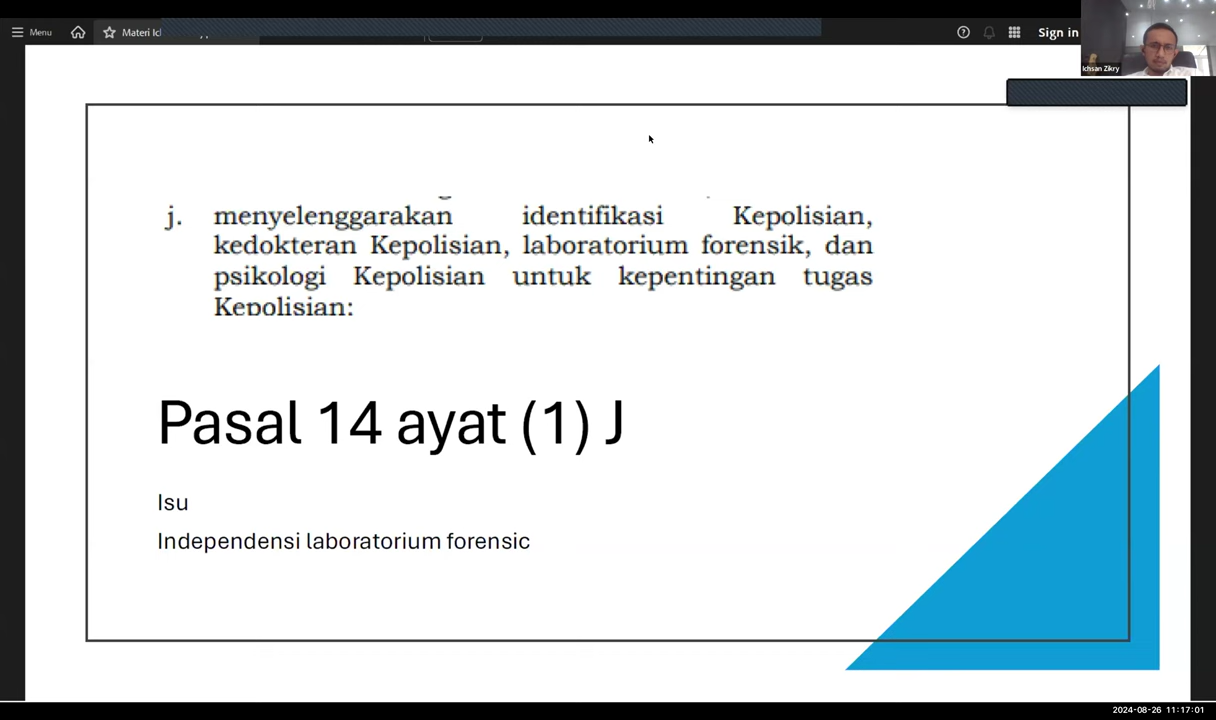 Menu
Materi Ic
Sign in
Ichsan Zikry
j. menyelenggarakan identifikasi Kepolisian,
kedokteran Kepolisian, laboratorium forensik, dan
psikologi Kepolisian untuk kepentingan tugas
Kepolisian;
Pasal 14 ayat (1) J
Isu
Independensi laboratorium forensic
2024-08-26 11:17:01